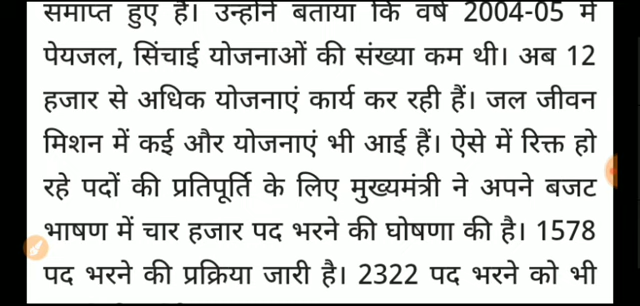 समाप्त हुए हैं। उन्होंने बताया कि वर्ष 2004-05 में
पेयजल, सिंचाई योजनाओं की संख्या कम थी। अब 12
हजार से अधिक योजनाएं कार्य कर रही हैं। जल जीवन
मिशन में कई और योजनाएं भी आई हैं। ऐसे में रिक्त हो
रहे पदों की प्रतिपूर्ति के लिए मुख्यमंत्री ने अपने बजट
भाषण में चार हजार पद भरने की घोषणा की है। 1578
पद भरने की प्रक्रिया जारी है। 2322 पद भरने को भी